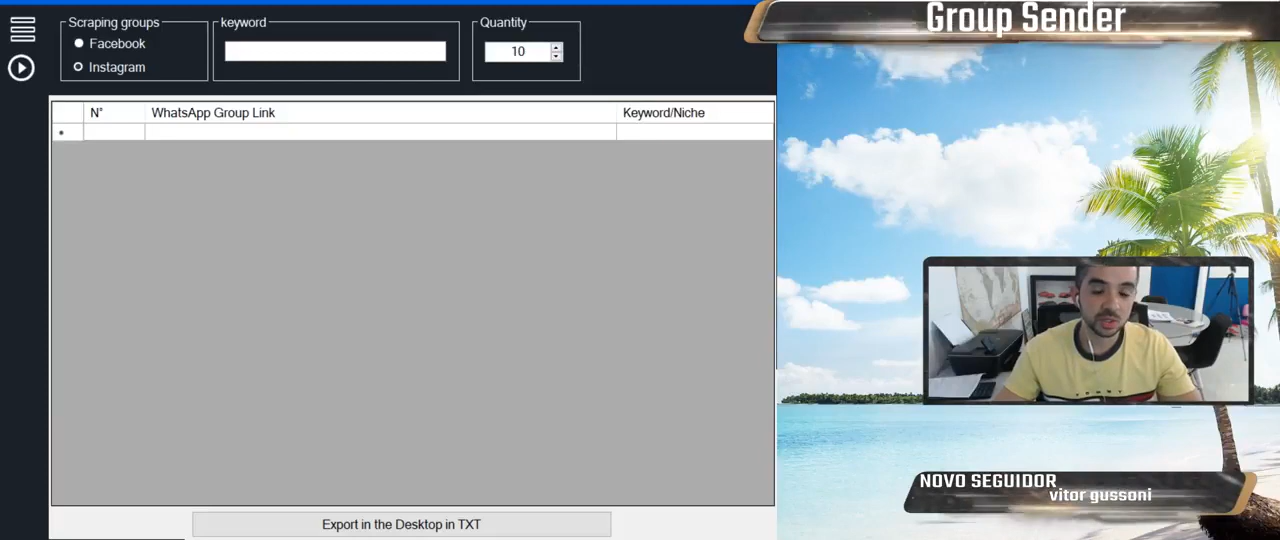 Scraping groups
Facebook
Instagram
keyword
Quantity
10
N°
WhatsApp Group Link
Keyword/Niche
Export in the Desktop in TXT
Group Sender
NOVO SEGUIDOR
vitor gussoni